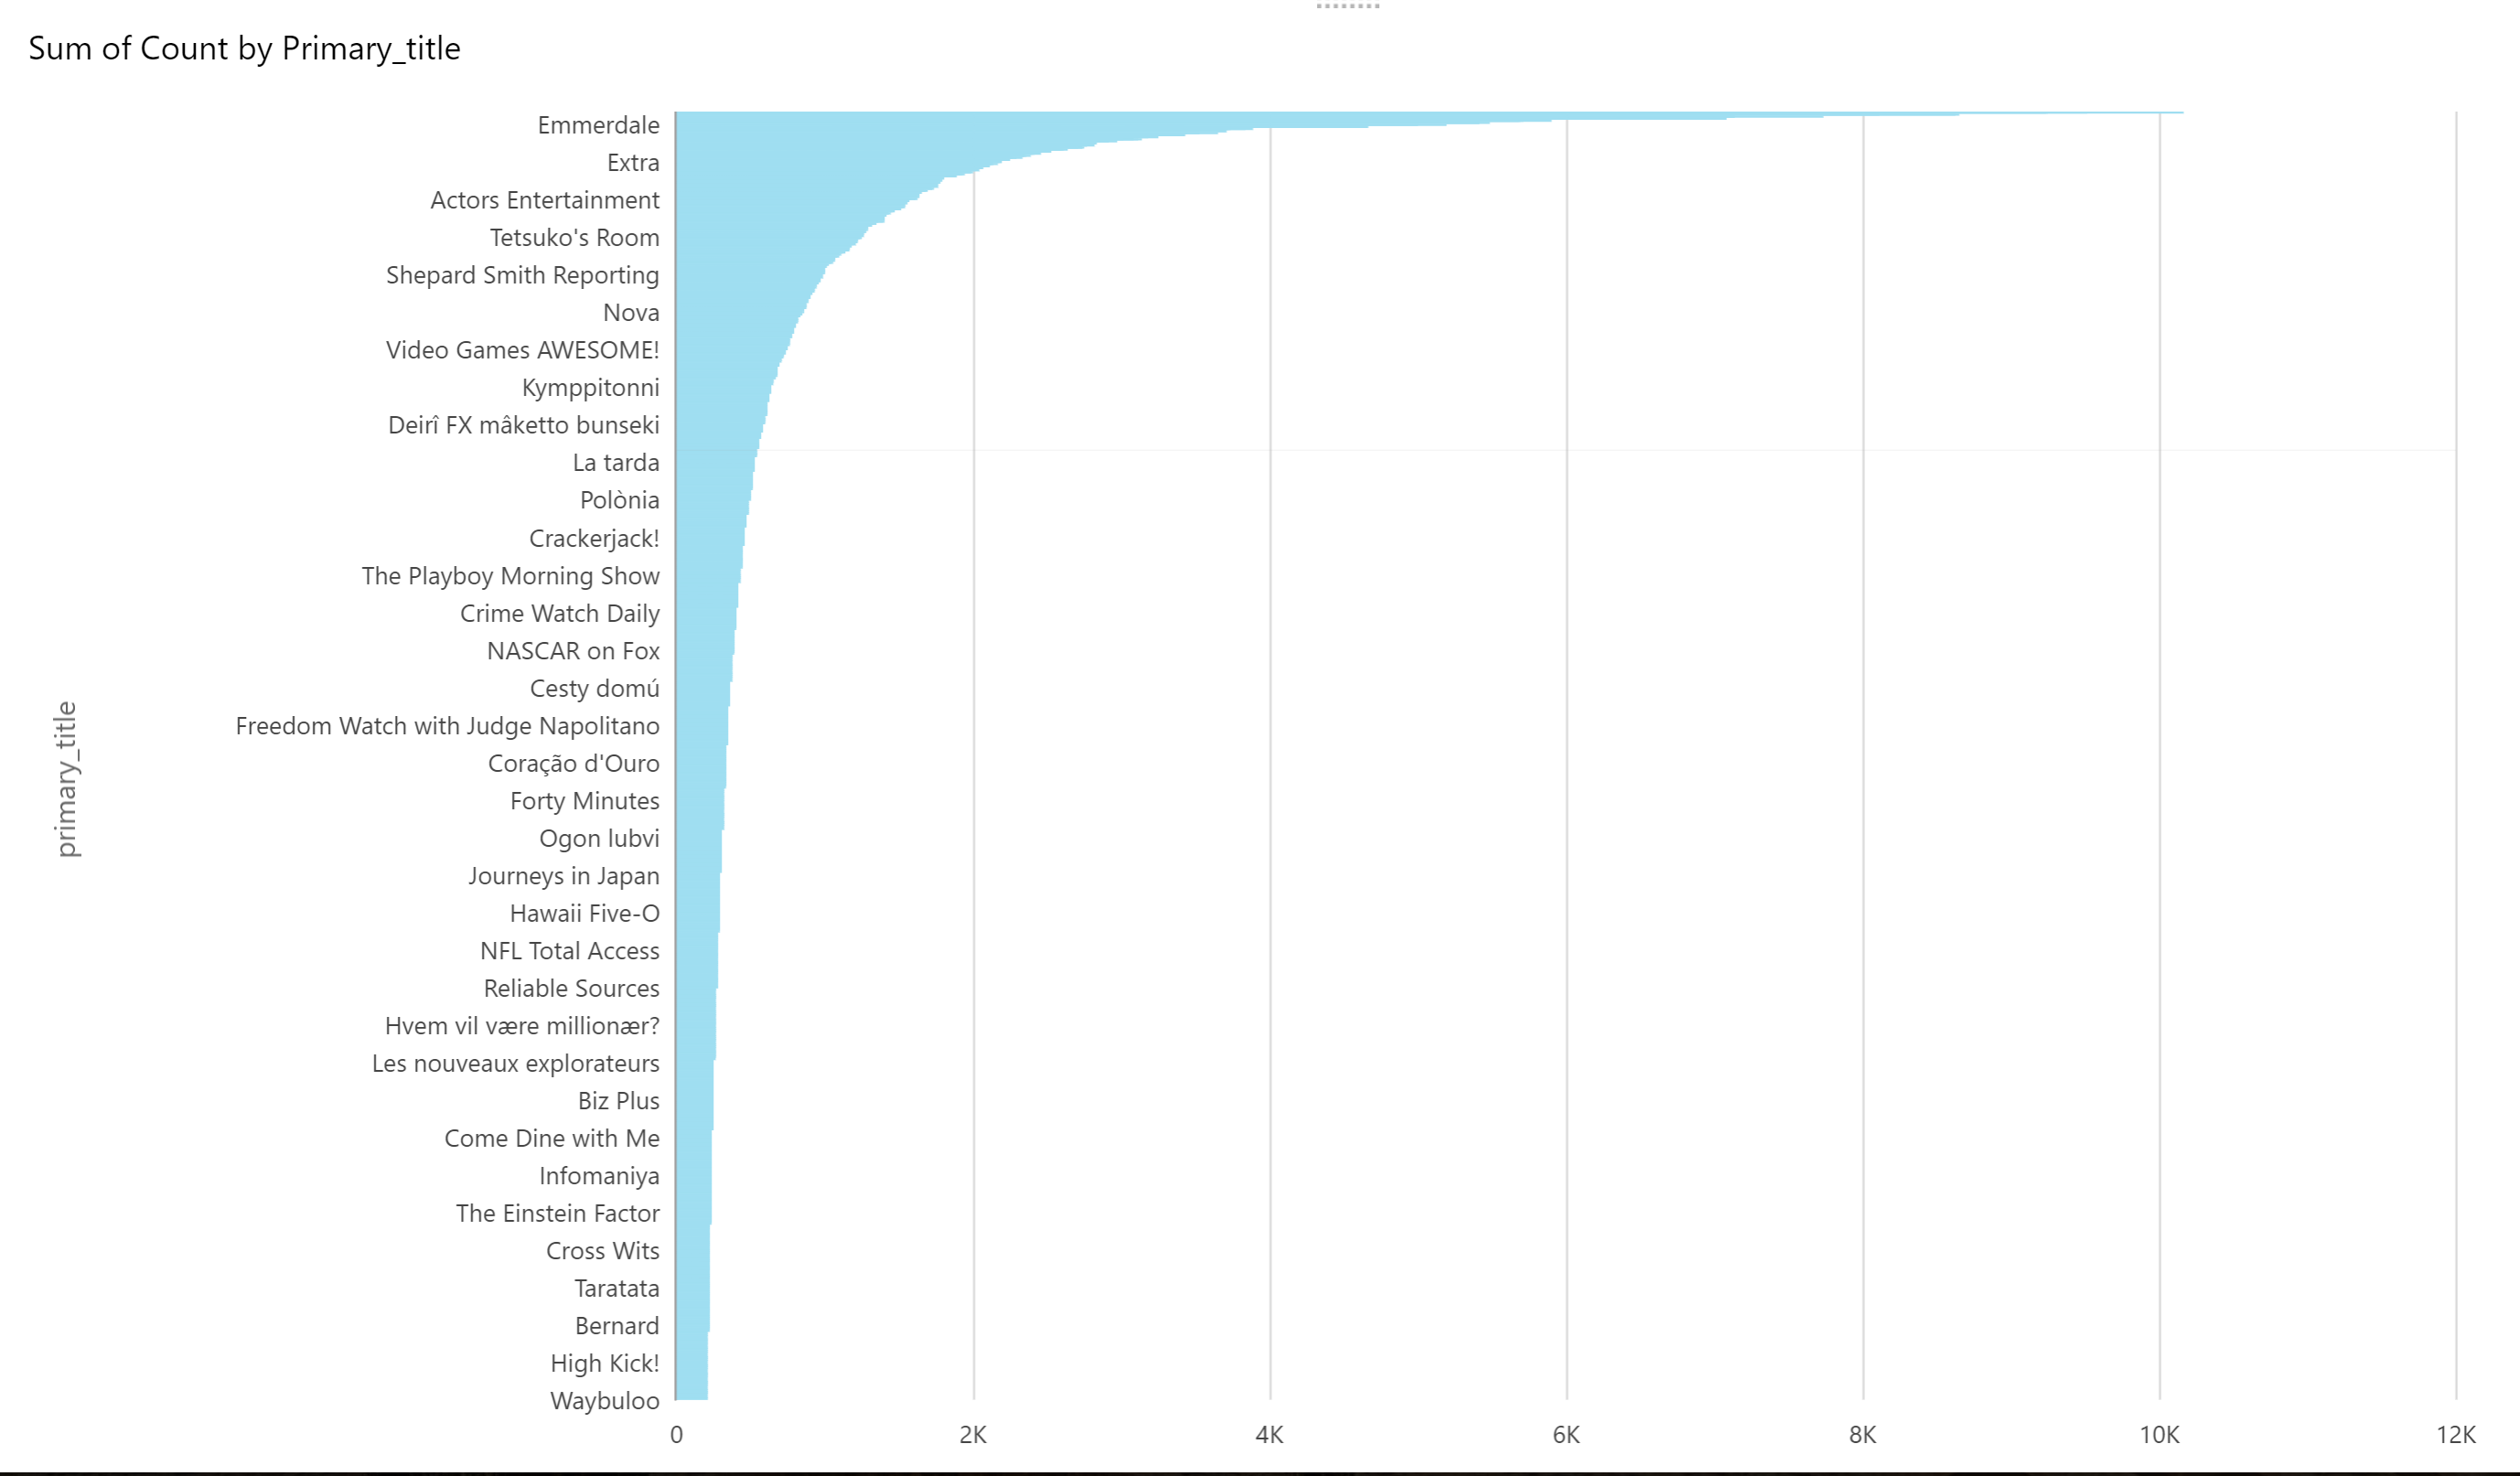 Sum of Count by Primary_title
Emmerdale
Extra
Actors Entertainment
Tetsuko's Room
Shepard Smith Reporting
Nova
Video Games AWESOME!
Kymppitonni
Deirî FX mâketto bunseki
La tarda
Polònia
Crackerjack!
The Playboy Morning Show
Crime Watch Daily
NASCAR on Fox
Cesty domú
Freedom Watch with Judge Napolitano
Coração d'Ouro
Forty Minutes
Ogon lubvi
Journeys in Japan
Hawaii Five-O
NFL Total Access
Reliable Sources
Hvem vil være millionær?
Les nouveaux explorateurs
Biz Plus
Come Dine with Me
Infomaniya
The Einstein Factor
Cross Wits
Taratata
Bernard
High Kick!
Waybuloo
primary_title
0 2K 4K 6K 8K 10K 12K